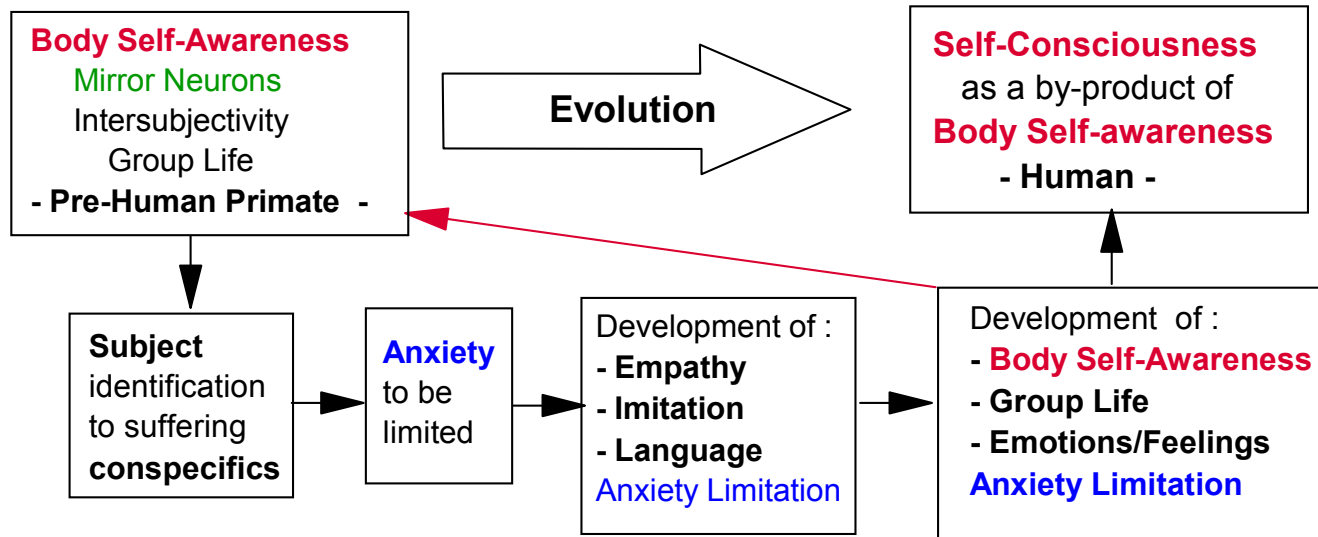 Body Self-Awareness
Mirror Neurons
Intersubjectivity
Group Life
- Pre-Human Primate -
Evolution
Self-Consciousness
as a by-product of
Body Self-awareness
- Human -
Subject
identification
to suffering
conspecifics
Anxiety
to be
limited
Development of :
- Empathy
- Imitation
- Language
Anxiety Limitation
Development of :
- Body Self-Awareness
- Group Life
- Emotions/Feelings
Anxiety Limitation